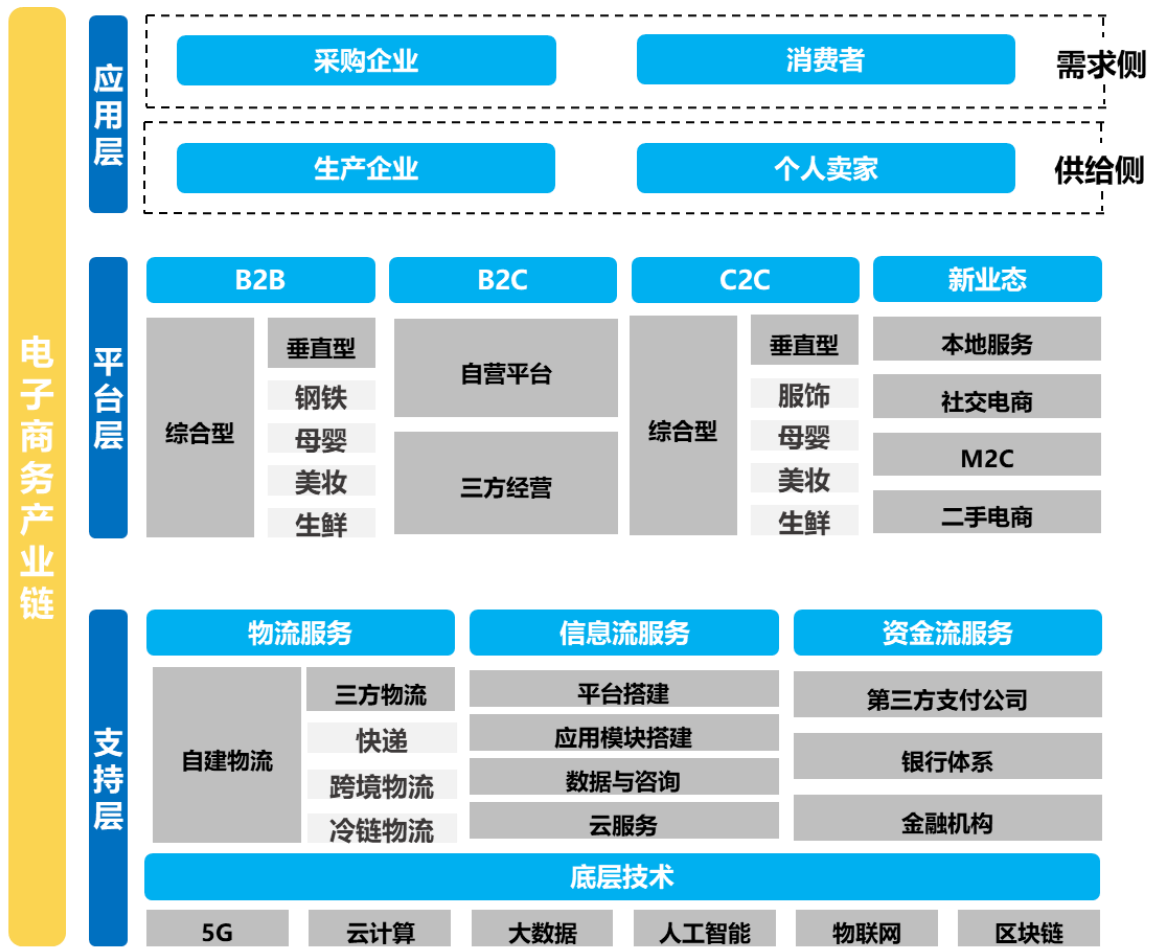 电子商务产业链
应用层
采购企业
消费者
需求侧
生产企业
个人卖家
供给侧
平台层
B2B
综合型
垂直型
钢铁
母婴
美妆
生鲜
B2C
自营平台
三方经营
C2C
综合型
垂直型
服饰
母婴
美妆
生鲜
新业态
本地服务
社交电商
M2C
二手电商
支持层
物流服务
自建物流
三方物流
快递
跨境物流
冷链物流
信息流服务
平台搭建
应用模块搭建
数据与咨询
云服务
资金流服务
第三方支付公司
银行体系
金融机构
底层技术
5G
云计算
大数据
人工智能
物联网
区块链